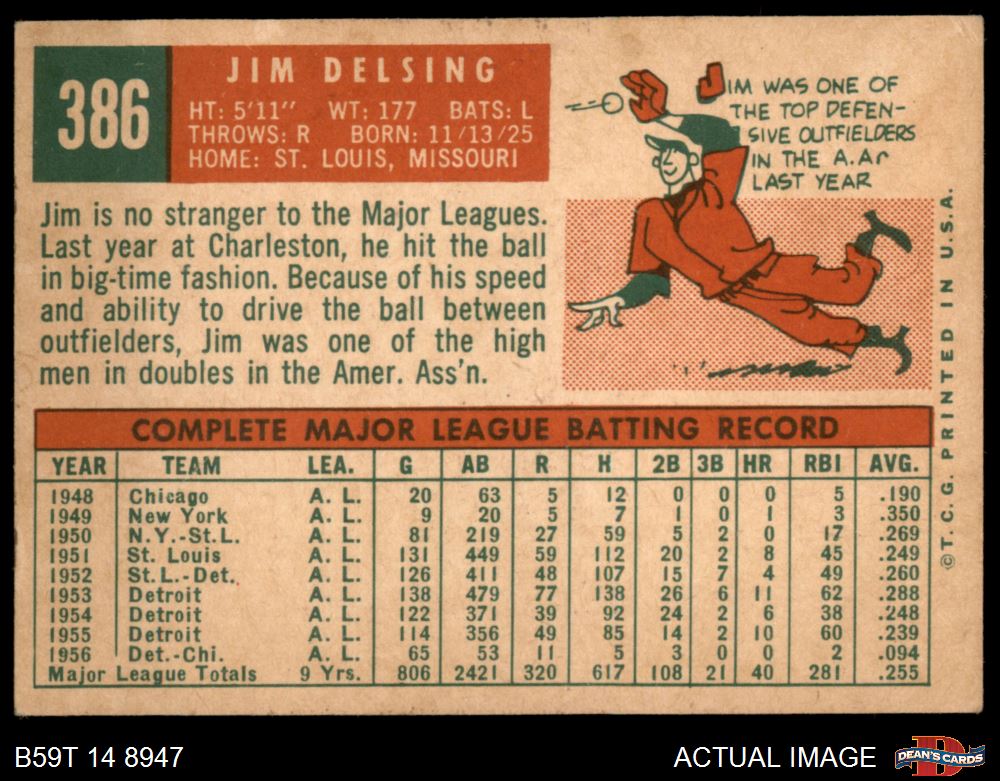 386
JIM DELSING
HT: 5'11" WT: 177 BATS: L
THROWS: R BORN: 11/13/25
HOME: ST. LOUIS, MISSOURI
JIM WAS ONE OF
THE TOP DEFEN-
SIVE OUTFIELDERS
IN THE A.A.
LAST YEAR
Jim is no stranger to the Major Leagues.
Last year at Charleston, he hit the ball
in big-time fashion. Because of his speed
and ability to drive the ball between
outfielders, Jim was one of the high
men in doubles in the Amer. Ass'n.
COMPLETE MAJOR LEAGUE BATTING RECORD
YEAR TEAM LEA. G AB R H 2B 3B HR RBI AVG.
1948 Chicago A. L. 20 63 5 12 0 0 0 5 .190
1949 New York A. L. 9 20 5 7 1 0 1 3 .350
1950 N.Y.-St.L. A. L. 81 219 27 59 5 2 0 17 .269
1951 St. Louis A. L. 131 449 59 112 20 2 8 45 .249
1952 St.L.-Det. A. L. 126 411 48 107 15 7 4 49 .260
1953 Detroit A. L. 138 479 77 138 26 6 11 62 .288
1954 Detroit A. L. 122 371 39 92 24 2 6 38 .248
1955 Detroit A. L. 114 356 49 85 14 2 10 60 .239
1956 Det.-Chi. A. L. 65 53 11 5 3 0 0 2 .094
Major League Totals 9 Yrs. 806 2421 320 617 108 21 40 281 .255
© T. C. G. PRINTED IN U.S.A.
B59T 14 8947
ACTUAL IMAGE
D
DEAN'S CARDS